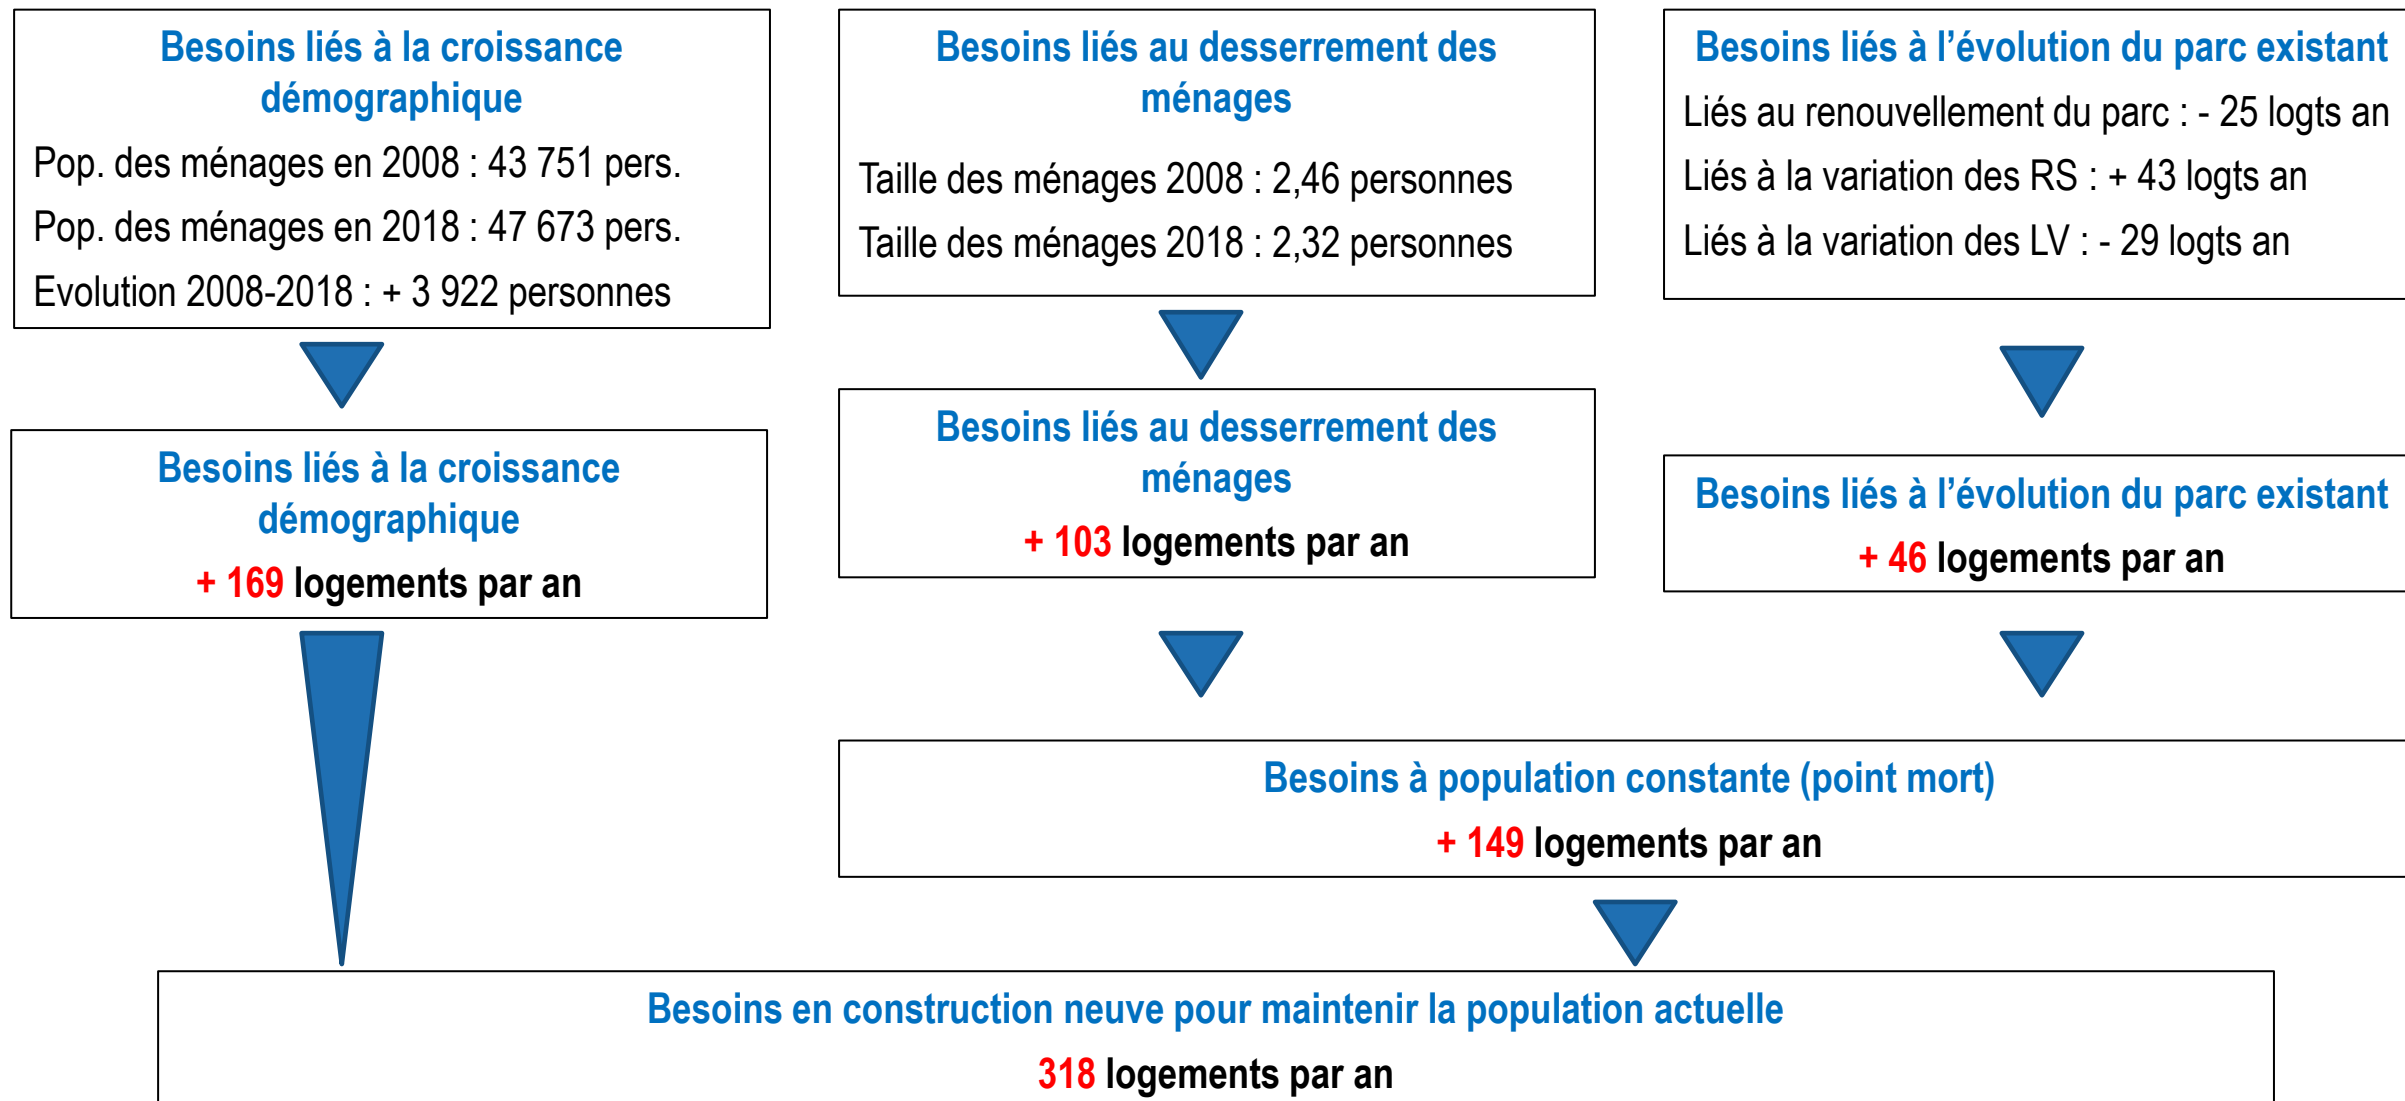 Besoins liés à la croissance
démographique
Pop. des ménages en 2008 : 43 751 pers.
Pop. des ménages en 2018 : 47 673 pers.
Evolution 2008-2018 : + 3 922 personnes
Besoins liés au desserrement des
ménages
Taille des ménages 2008 : 2,46 personnes
Taille des ménages 2018 : 2,32 personnes
Besoins liés à l’évolution du parc existant
Liés au renouvellement du parc : - 25 logts an
Liés à la variation des RS : + 43 logts an
Liés à la variation des LV : - 29 logts an
Besoins liés à la croissance
démographique
+ 169 logements par an
Besoins liés au desserrement des
ménages
+ 103 logements par an
Besoins liés à l’évolution du parc existant
+ 46 logements par an
Besoins à population constante (point mort)
+ 149 logements par an
Besoins en construction neuve pour maintenir la population actuelle
318 logements par an